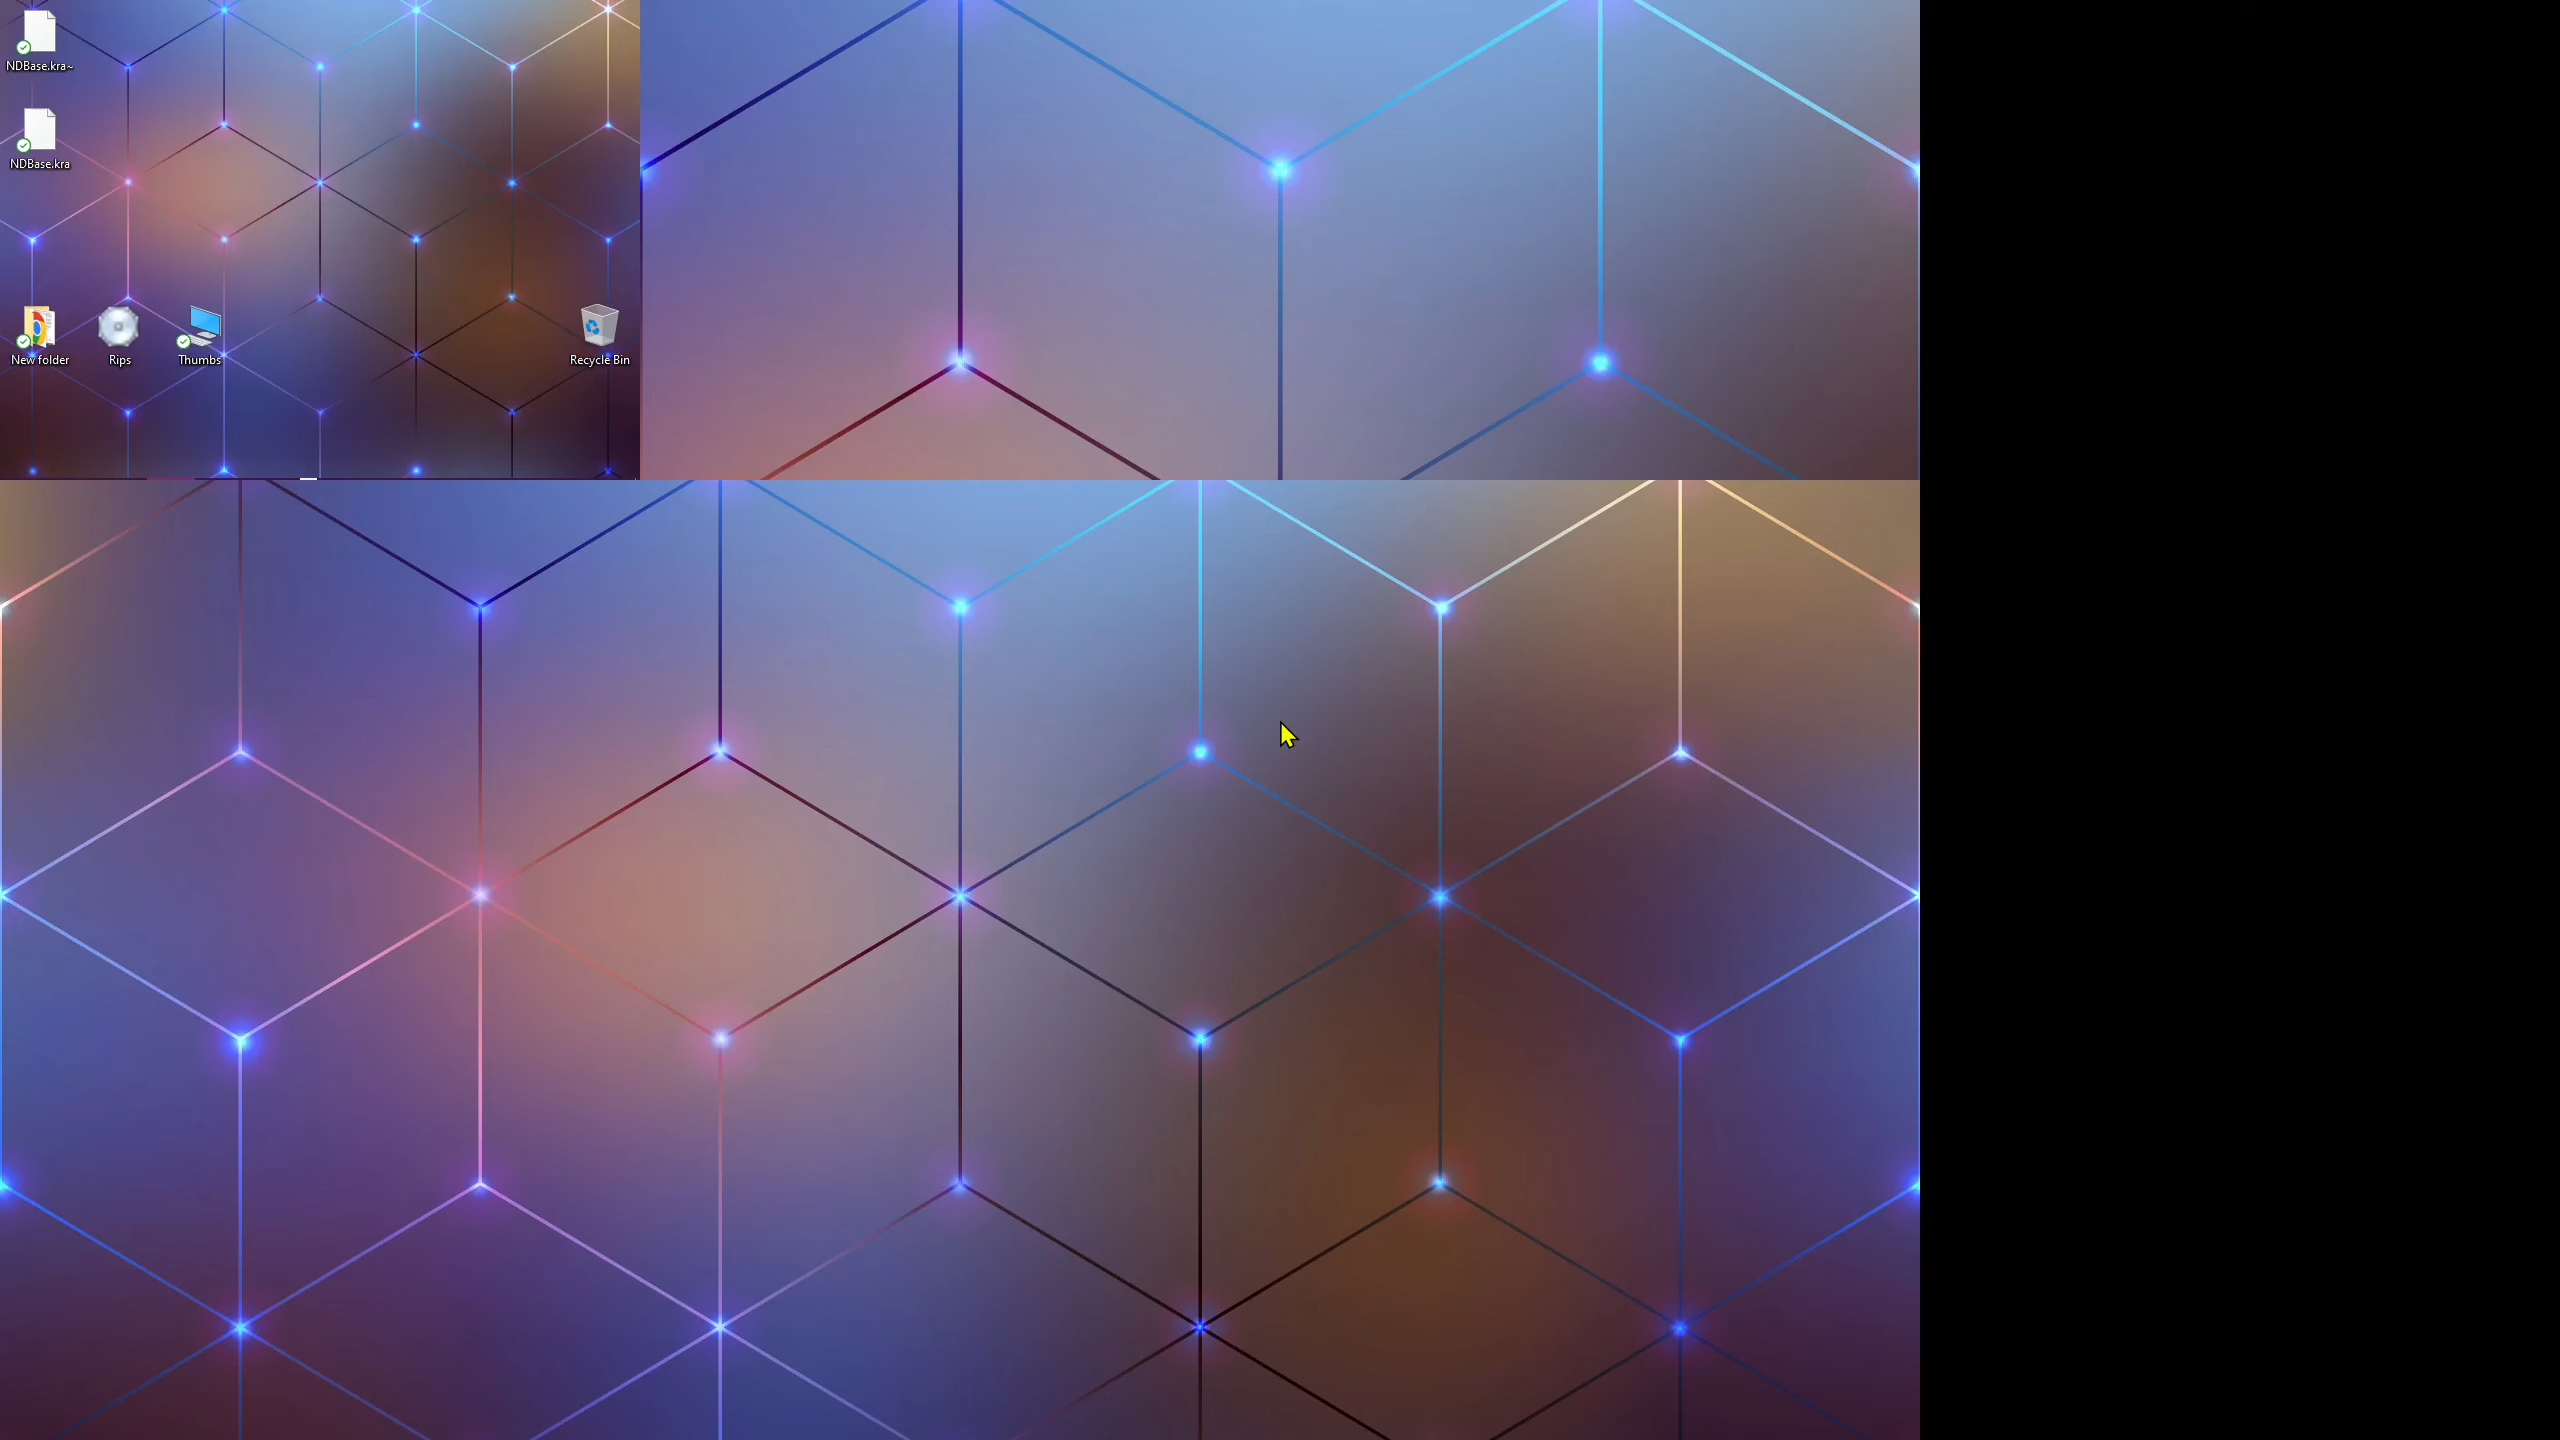 NDBase.kra~
NDBase.kra
New folder
Rips
Thumbs
Recycle Bin